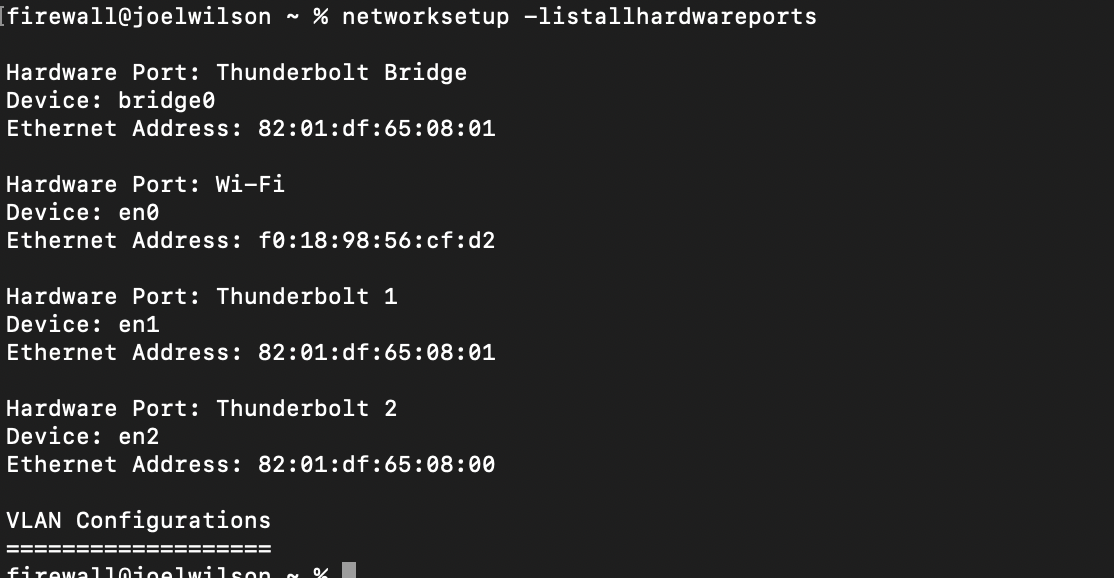 firewall@joelwilson ~ % networksetup -listallhardwareports
Hardware Port: Thunderbolt Bridge
Device: bridge0
Ethernet Address: 82:01:df:65:08:01
Hardware Port: Wi-Fi
Device: en0
Ethernet Address: f0:18:98:56:cf:d2
Hardware Port: Thunderbolt 1
Device: en1
Ethernet Address: 82:01:df:65:08:01
Hardware Port: Thunderbolt 2
Device: en2
Ethernet Address: 82:01:df:65:08:00
VLAN Configurations
===================
firewall@joelwilson ~ %